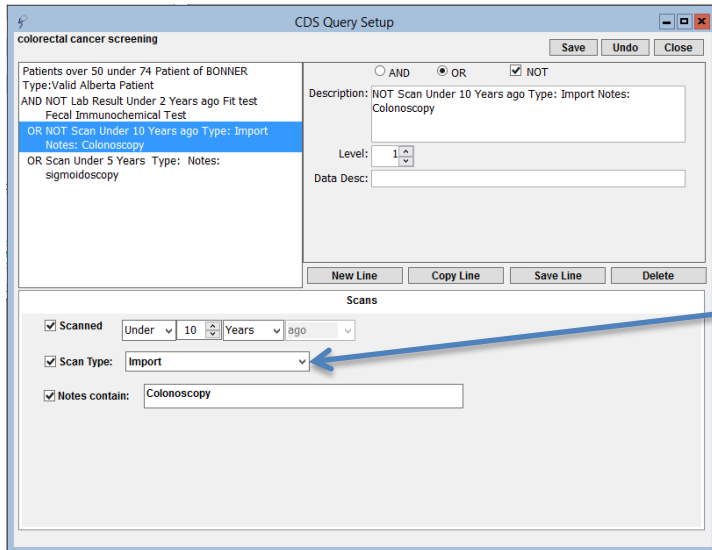 CDS Query Setup
colorectal cancer screening
Save Undo Close
Patients over 50 under 74 Patient of BONNER
Type:Valid Alberta Patient
AND NOT Lab Result Under 2 Years ago Fit test
Fecal Immunochemical Test
OR NOT Scan Under 10 Years ago Type: Import
Notes: Colonoscopy
OR Scan Under 5 Years Type: Notes:
sigmoidoscopy
AND OR NOT
Description: NOT Scan Under 10 Years ago Type: Import Notes:
Colonoscopy
Level: 1
Data Desc:
New Line Copy Line Save Line Delete
Scans
Scanned Under 10 Years ago
Scan Type: Import
Notes contain: Colonoscopy